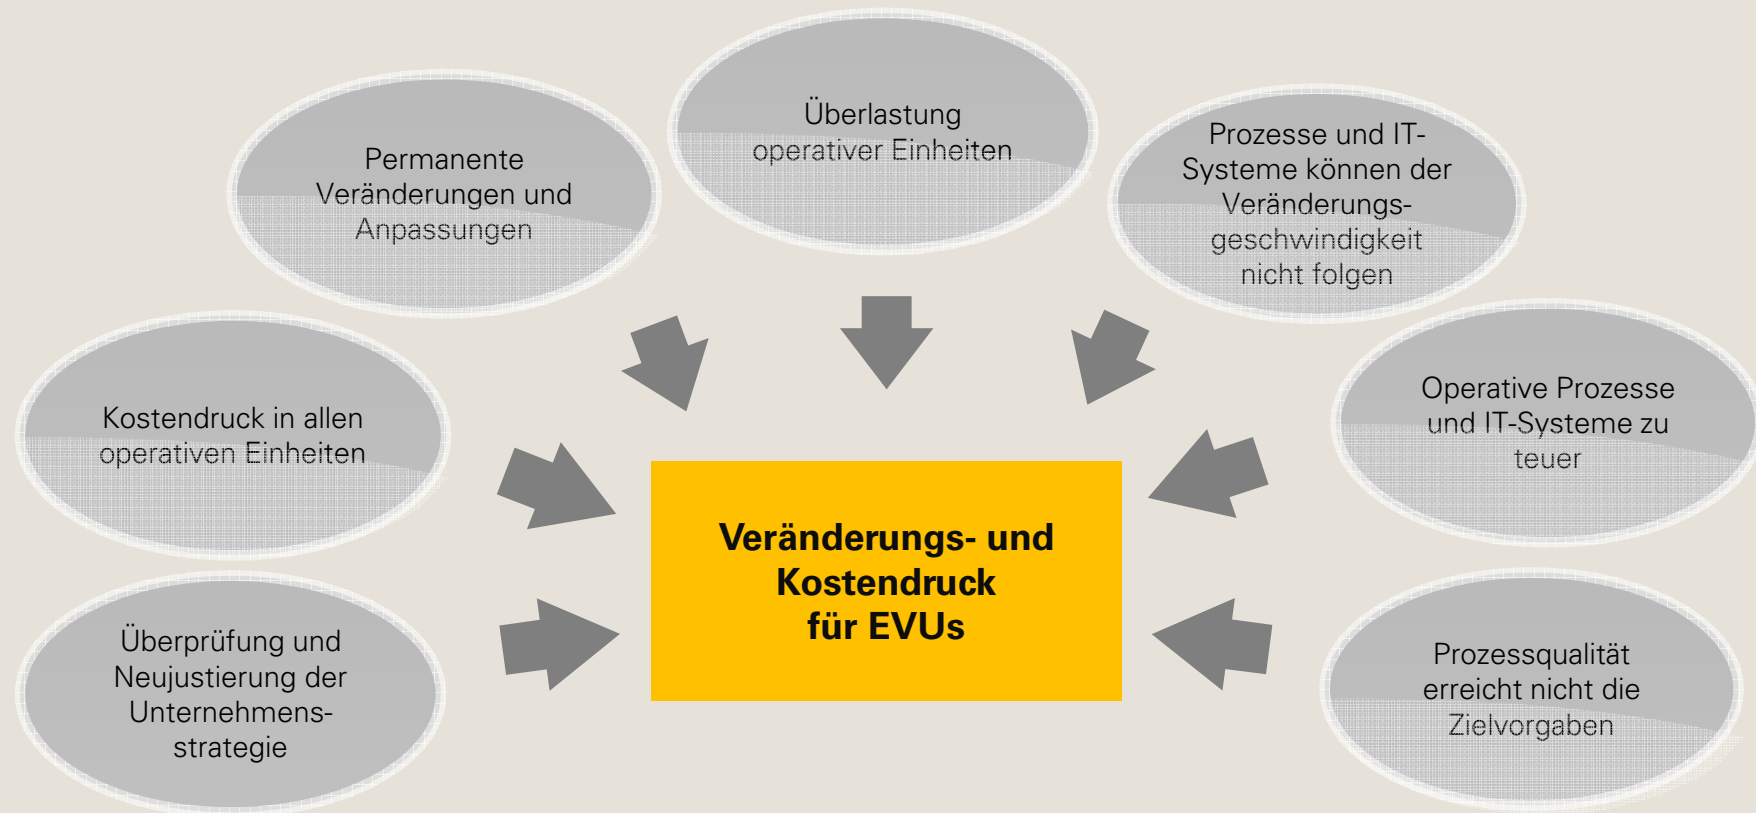 Überlastung
operativer Einheiten
Permanente
Veränderungen und
Anpassungen
Prozesse und IT-
Systeme können der
Veränderungs-
geschwindigkeit
nicht folgen
Kostendruck in allen
operativen Einheiten
Operative Prozesse
und IT-Systeme zu
teuer
Veränderungs- und
Kostendruck
für EVUs
Überprüfung und
Neujustierung der
Unternehmens-
strategie
Prozessqualität
erreicht nicht die
Zielvorgaben